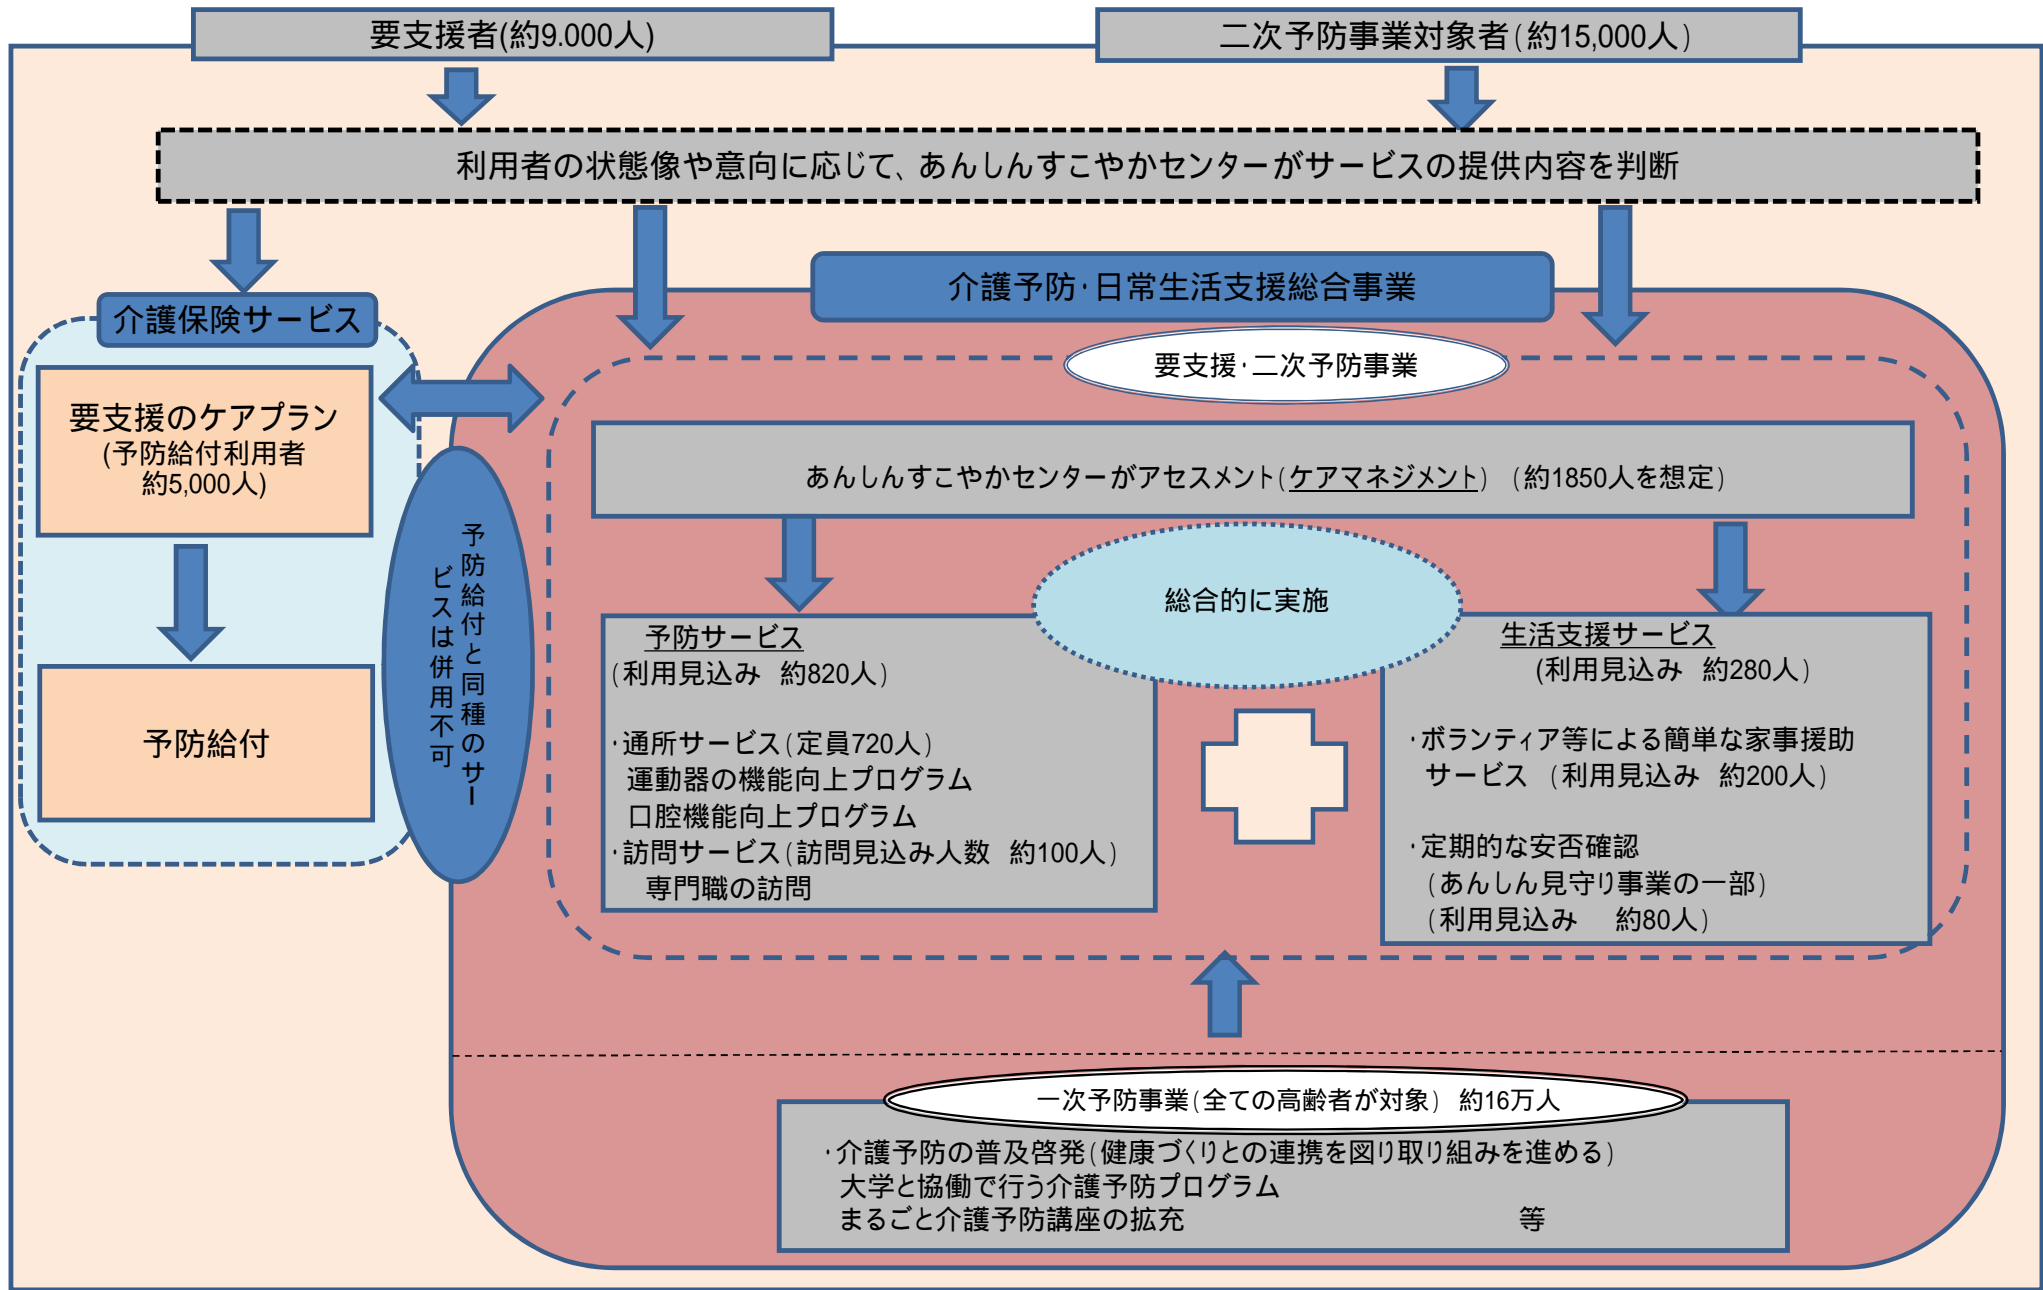 要支援者(約9.000人)
二次予防事業対象者(約15,000人)
利用者の状態像や意向に応じて、あんしんすこやかセンターがサービスの提供内容を判断
介護予防・日常生活支援総合事業
介護保険サービス
要支援・二次予防事業
要支援のケアプラン
(予防給付利用者
約5,000人)
予防給付
予防給付と同種のサー
ビスは併用不可
あんしんすこやかセンターがアセスメント(ケアマネジメント) (約1850人を想定)
総合的に実施
予防サービス
(利用見込み 約820人)
・通所サービス(定員720人)
運動器の機能向上プログラム
口腔機能向上プログラム
・訪問サービス(訪問見込み人数 約100人)
専門職の訪問
生活支援サービス
(利用見込み 約280人)
・ボランティア等による簡単な家事援助
サービス (利用見込み 約200人)
・定期的な安否確認
(あんしん見守り事業の一部)
(利用見込み 約80人)
一次予防事業(全ての高齢者が対象) 約16万人
・介護予防の普及啓発(健康づくりとの連携を図り取り組みを進める)
大学と協働で行う介護予防プログラム
まるごと介護予防講座の拡充 等